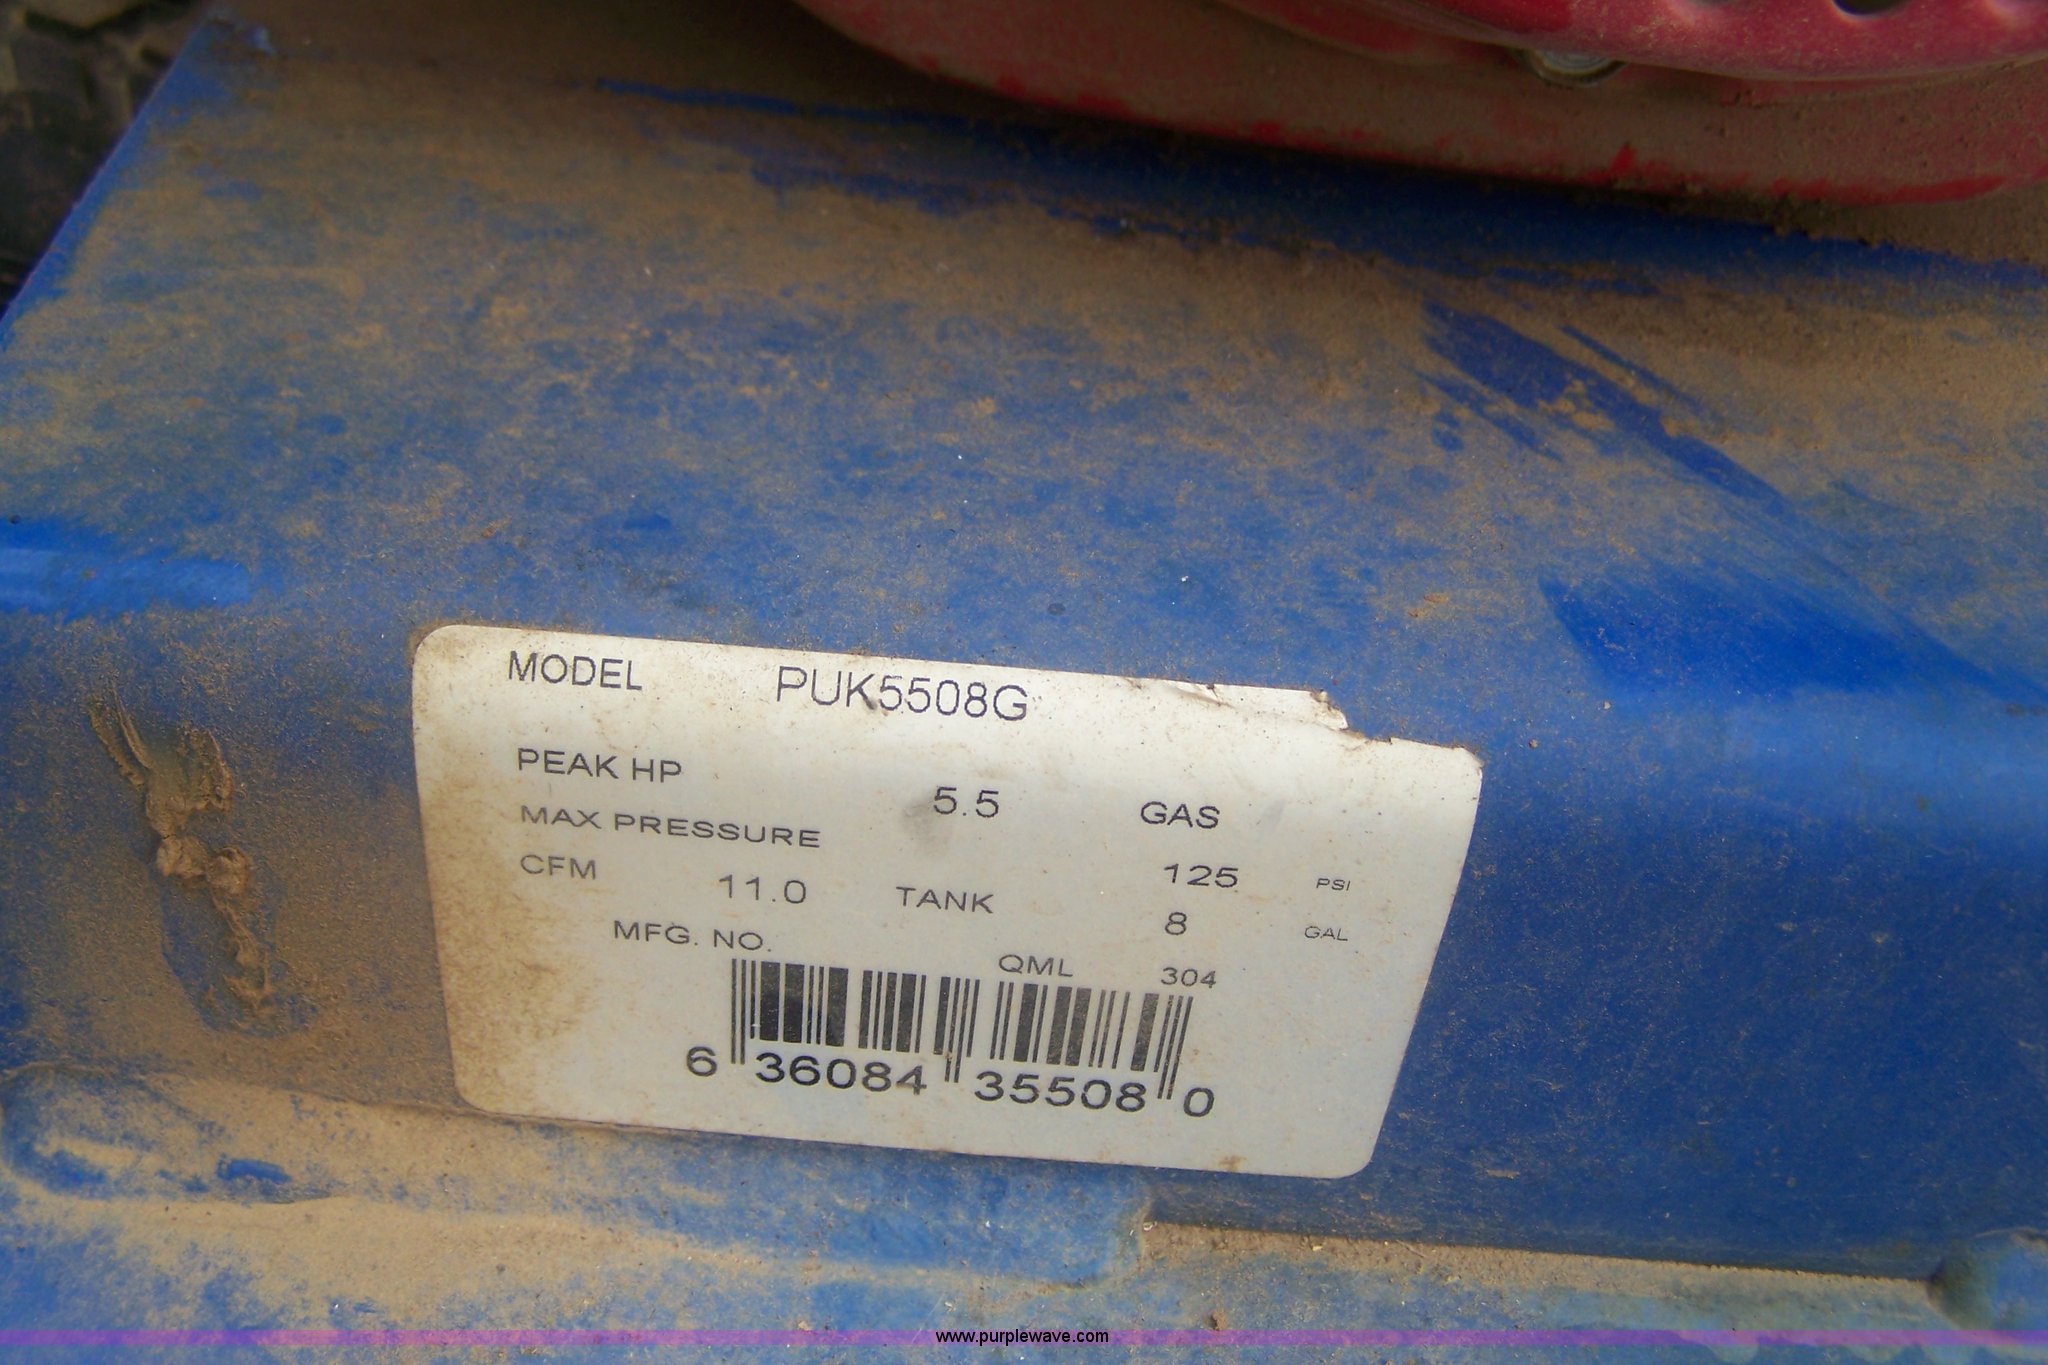 MODEL PUK5508G
PEAK HP 5.5 GAS
MAX PRESSURE 125 PSI
CFM 11.0 TANK 8 GAL
MFG. NO. QML 304
6 36084 35508 0
www.purplewave.com